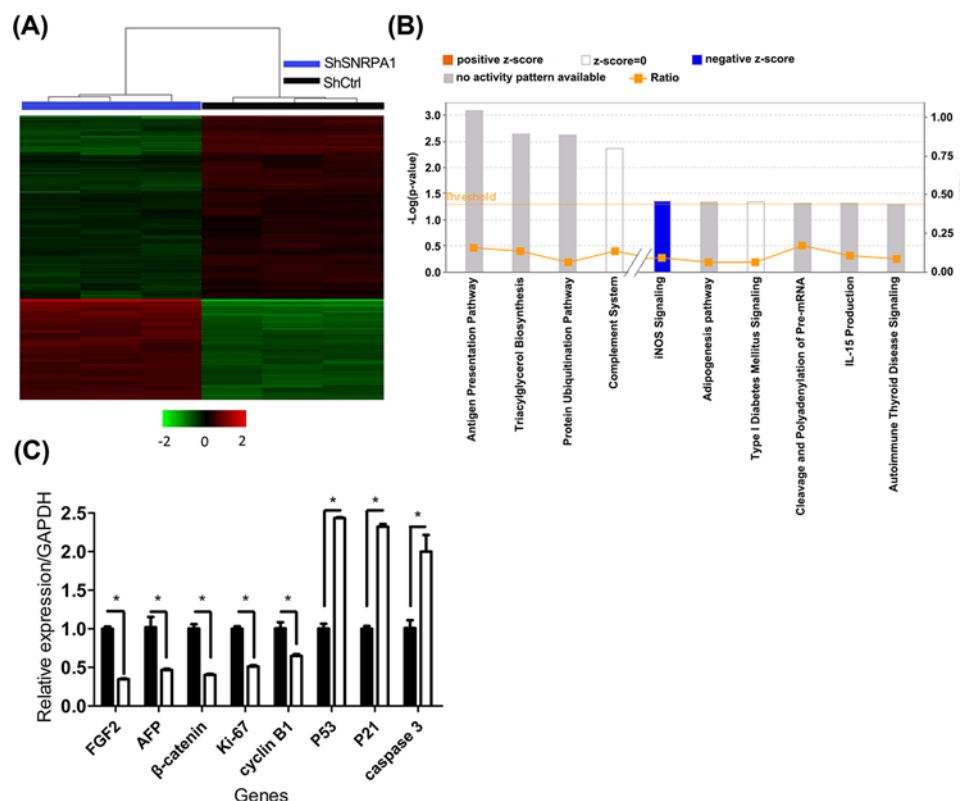 (A)
ShSNRPA1
ShCtrl
-2 0 2
(B)
positive z-score z-score=0 negative z-score
no activity pattern available Ratio
-Log(p-value)
3.0
2.5
2.0
1.5
1.0
0.5
0.0
Threshold
1.00
0.75
0.50
0.25
0.00
Antigen Presentation Pathway
Triacylglycerol Biosynthesis
Protein Ubiquitination Pathway
Complement System
iNOS Signaling
Adipogenesis pathway
Type I Diabetes Mellitus Signaling
Cleavage and Polyadenylation of Pre-mRNA
IL-15 Production
Autoimmune Thyroid Disease Signaling
(C)
Relative expression/GAPDH
2.5
2.0
1.5
1.0
0.5
0.0
* * * * * * * *
FGF2
AFP
β-catenin
Ki-67
cyclin B1
P53
P21
caspase 3
Genes